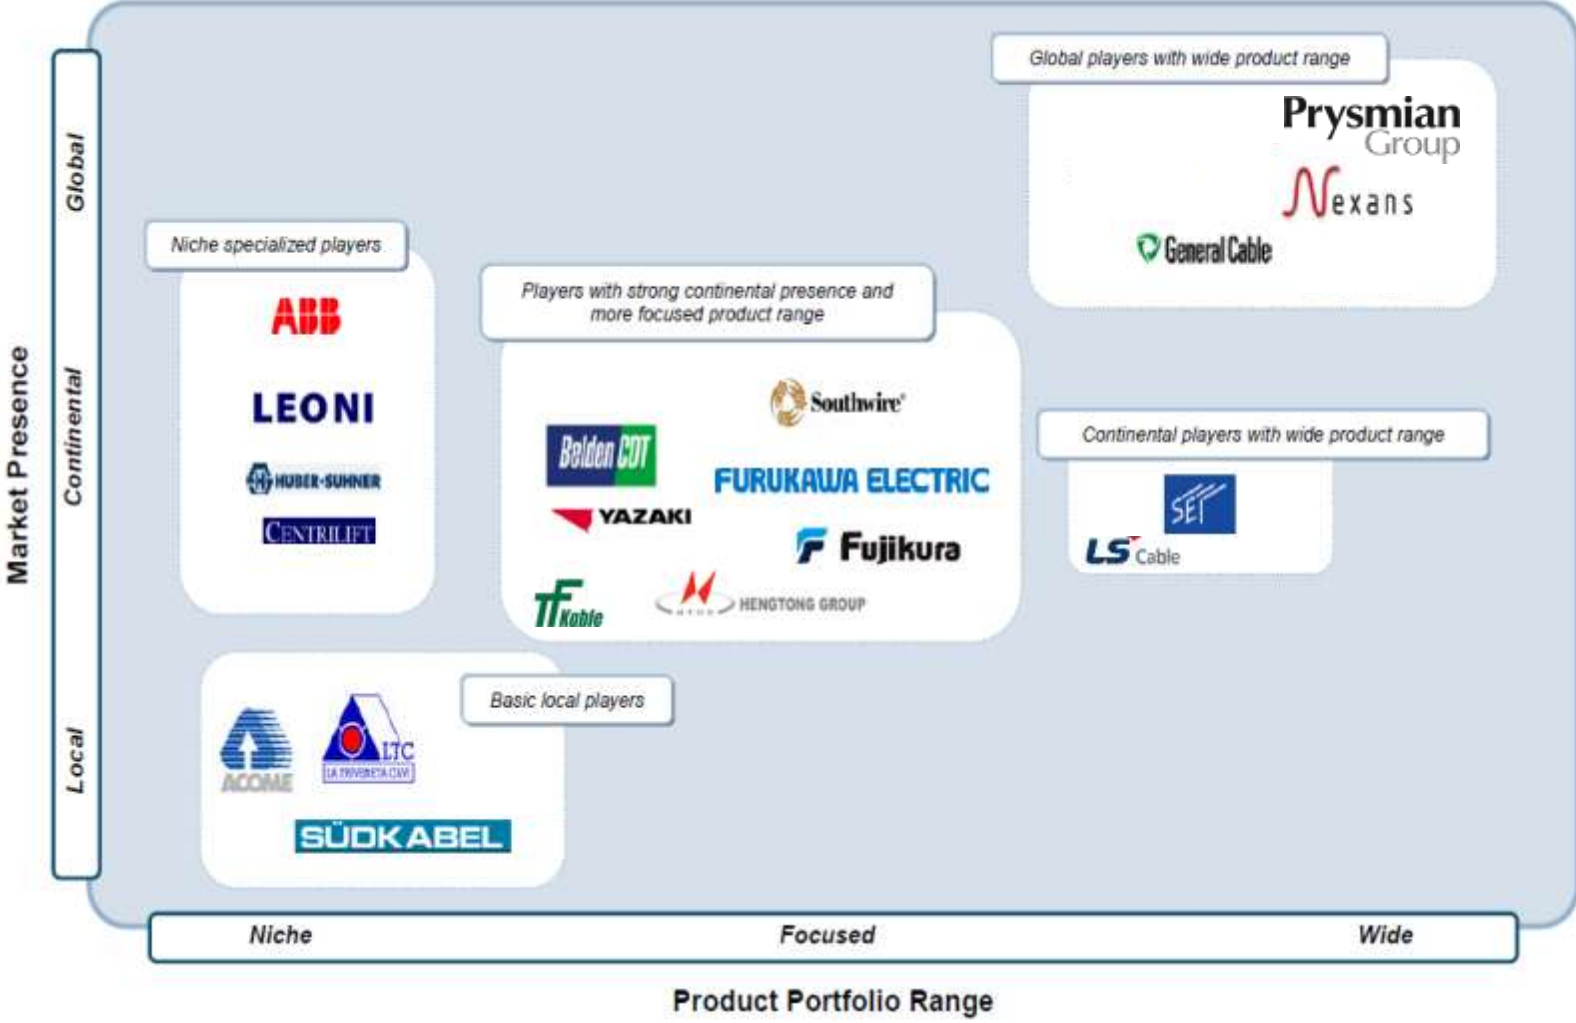 Global players with wide product range
Prysmian
Group
Nexans
General Cable
Niche specialized players
ABB
LEONI
HUBER+SUHNER
CENTRILIFT
Players with strong continental presence and
more focused product range
Southwire®
Belden CDT
FURUKAWA ELECTRIC
YAZAKI
Fujikura
TF Kable
HTGD HENGTONG GROUP
Continental players with wide product range
SEI
LS Cable
Basic local players
ACOME
LTC
LA TRIVENETA CAVI
SÜDKABEL
Market Presence
Global
Continental
Local
Niche
Focused
Wide
Product Portfolio Range